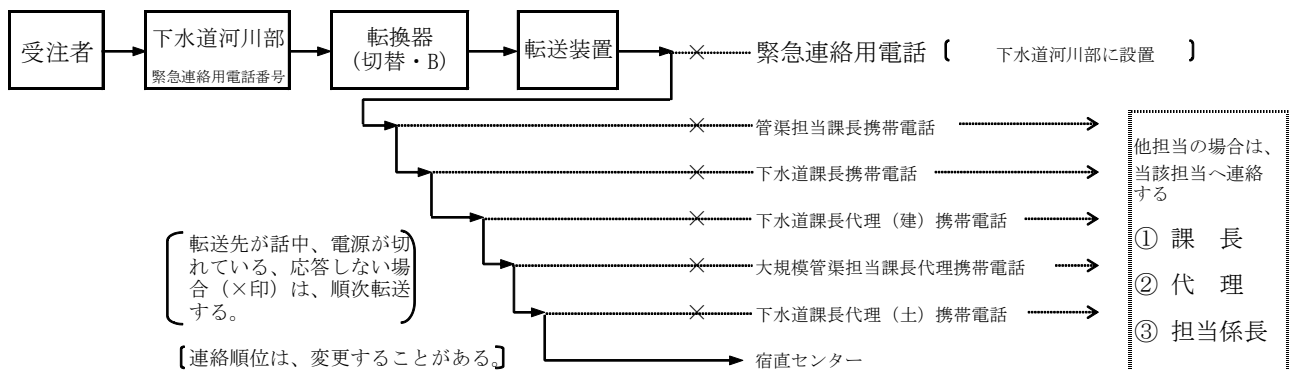 受注者
下水道河川部
緊急連絡用電話番号
転換器
(切替・B)
転送装置
緊急連絡用電話〔 下水道河川部に設置 〕
管渠担当課長携帯電話
下水道課長携帯電話
下水道課長代理（建）携帯電話
大規模管渠担当課長代理携帯電話
下水道課長代理（土）携帯電話
宿直センター
転送先が話中、電源が切
れている、応答しない場
合（×印）は、順次転送
する。
〔連絡順位は、変更することがある。〕
他担当の場合は、
当該担当へ連絡
する
① 課　長
② 代　理
③ 担当係長